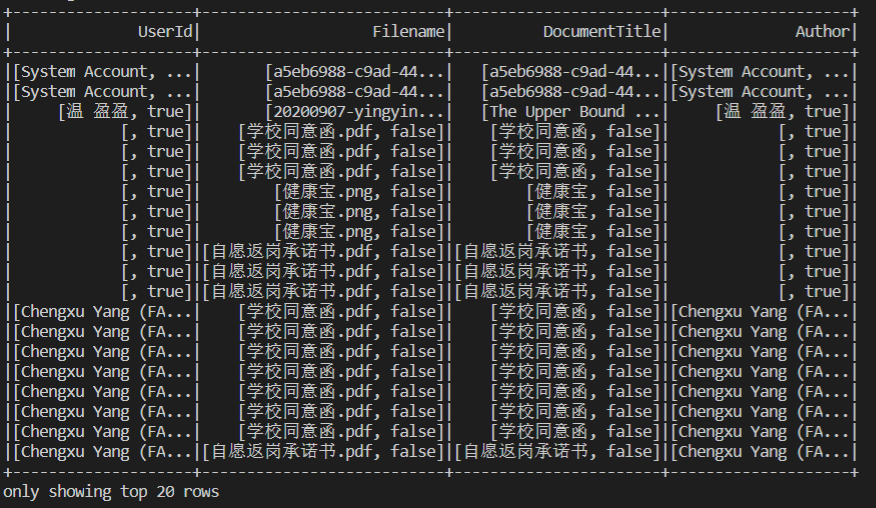 +--------------------+---------------------------+-----------------------+--------------------+
| UserId| Filename| DocumentTitle| Author|
+--------------------+---------------------------+-----------------------+--------------------+
|[System Account, ...| [a5eb6988-c9ad-44...| [a5eb6988-c9ad-44...|[System Account, ...|
|[System Account, ...| [a5eb6988-c9ad-44...| [a5eb6988-c9ad-44...|[System Account, ...|
| [温 盈盈, true]| [20200907-yingyin...| [The Upper Bound ...| [温 盈盈, true]|
| [, true]| [学校同意函.pdf, false]| [学校同意函, false]| [, true]|
| [, true]| [学校同意函.pdf, false]| [学校同意函, false]| [, true]|
| [, true]| [学校同意函.pdf, false]| [学校同意函, false]| [, true]|
| [, true]| [健康宝.png, false]| [健康宝, false]| [, true]|
| [, true]| [健康宝.png, false]| [健康宝, false]| [, true]|
| [, true]| [健康宝.png, false]| [健康宝, false]| [, true]|
| [, true]|[自愿返岗承诺书.pdf, false]|[自愿返岗承诺书, false]| [, true]|
| [, true]|[自愿返岗承诺书.pdf, false]|[自愿返岗承诺书, false]| [, true]|
| [, true]|[自愿返岗承诺书.pdf, false]|[自愿返岗承诺书, false]| [, true]|
|[Chengxu Yang (FA...| [学校同意函.pdf, false]| [学校同意函, false]|[Chengxu Yang (FA...|
|[Chengxu Yang (FA...| [学校同意函.pdf, false]| [学校同意函, false]|[Chengxu Yang (FA...|
|[Chengxu Yang (FA...| [学校同意函.pdf, false]| [学校同意函, false]|[Chengxu Yang (FA...|
|[Chengxu Yang (FA...| [学校同意函.pdf, false]| [学校同意函, false]|[Chengxu Yang (FA...|
|[Chengxu Yang (FA...| [学校同意函.pdf, false]| [学校同意函, false]|[Chengxu Yang (FA...|
|[Chengxu Yang (FA...| [学校同意函.pdf, false]| [学校同意函, false]|[Chengxu Yang (FA...|
|[Chengxu Yang (FA...| [学校同意函.pdf, false]| [学校同意函, false]|[Chengxu Yang (FA...|
|[Chengxu Yang (FA...|[自愿返岗承诺书.pdf, false]|[自愿返岗承诺书, false]|[Chengxu Yang (FA...|
+--------------------+---------------------------+-----------------------+--------------------+
only showing top 20 rows